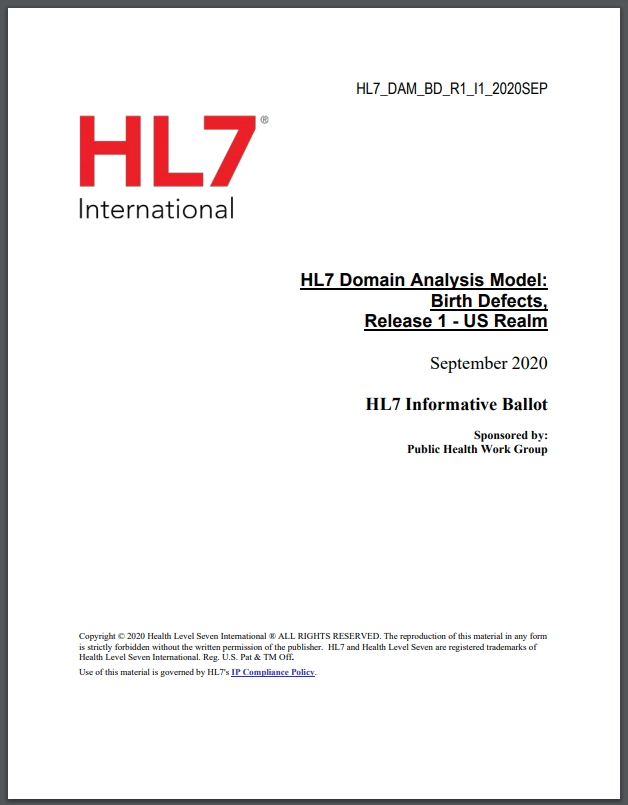 HL7_DAM_BD_R1_I1_2020SEP
HL7®
International
HL7 Domain Analysis Model:
Birth Defects,
Release 1 - US Realm
September 2020
HL7 Informative Ballot
Sponsored by:
Public Health Work Group
Copyright © 2020 Health Level Seven International ® ALL RIGHTS RESERVED. The reproduction of this material in any form
is strictly forbidden without the written permission of the publisher.  HL7 and Health Level Seven are registered trademarks of
Health Level Seven International. Reg. U.S. Pat & TM Off.
Use of this material is governed by HL7's IP Compliance Policy.